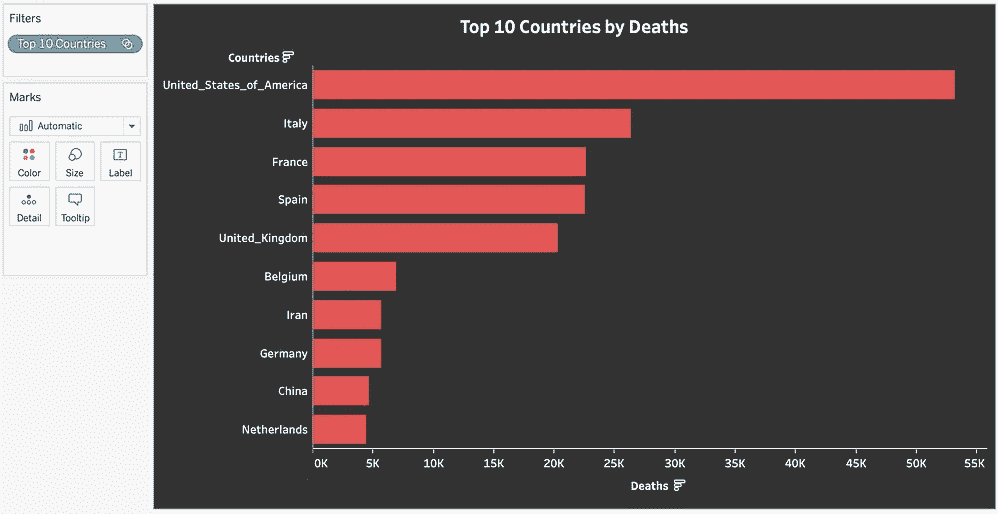 Filters
Top 10 Countries
Marks
Automatic
Color Size Label
Detail Tooltip
Top 10 Countries by Deaths
Countries
United_States_of_America
Italy
France
Spain
United_Kingdom
Belgium
Iran
Germany
China
Netherlands
0K 5K 10K 15K 20K 25K 30K 35K 40K 45K 50K 55K
Deaths